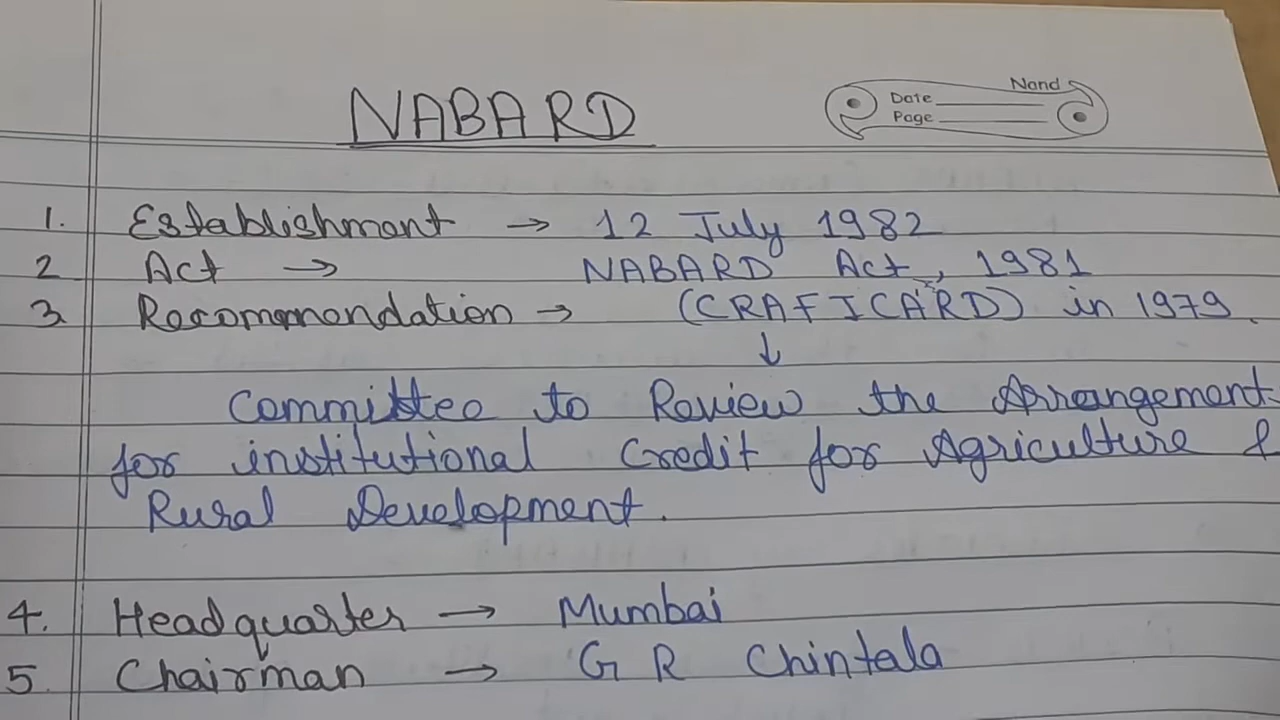 NABARD
Nand
Date
Page
1. Establishment → 12 July 1982
2 Act → NABARD Act, 1981
3. Recommendation → (CRAFICARD) in 1979.
↓
Committee to Review the Arrangement
for institutional Credit for Agriculture &
Rural Development.
4. Headquarter → Mumbai
5. Chairman → G R Chintala